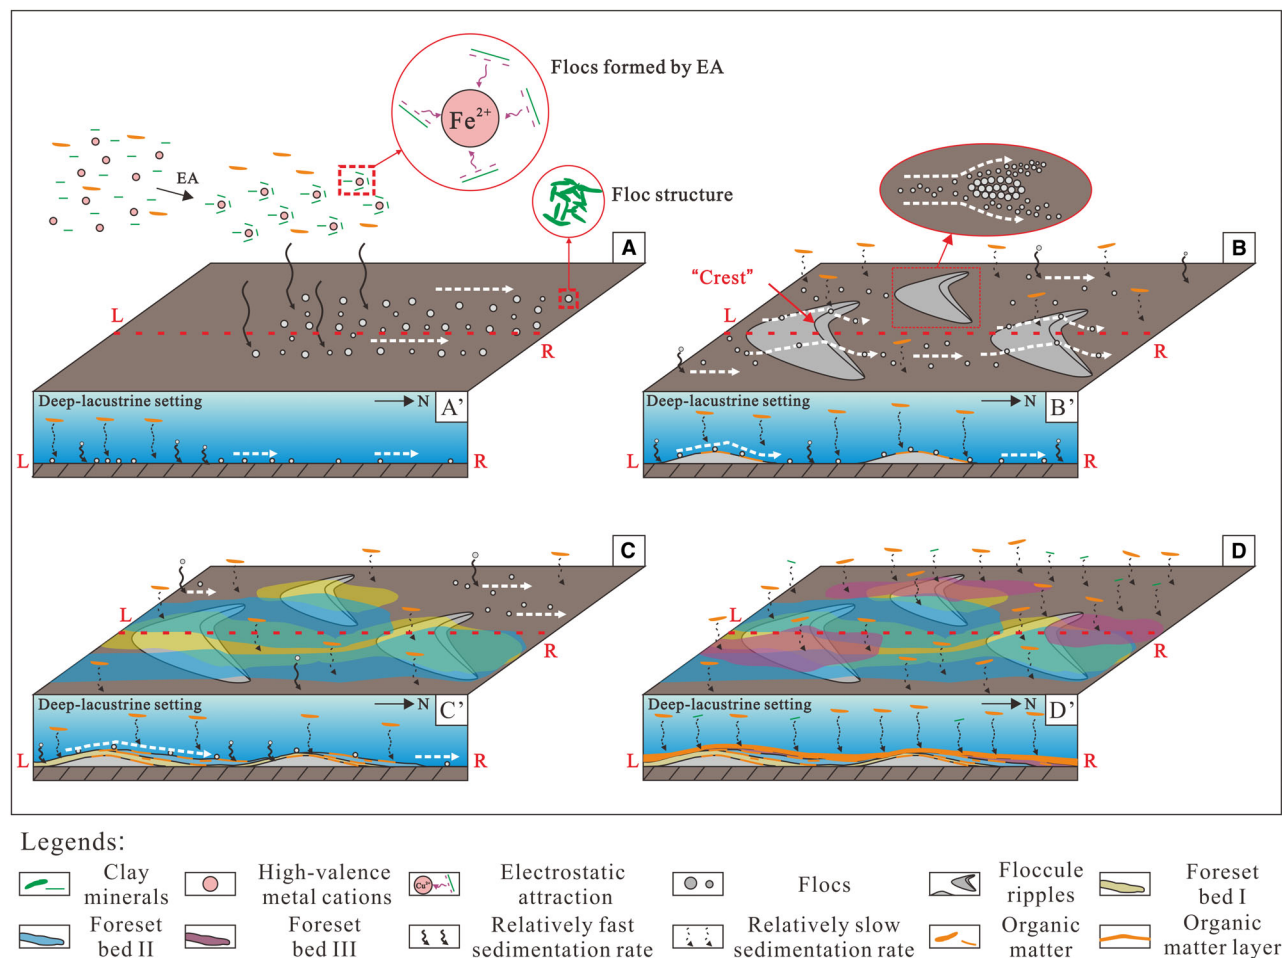 Flocs formed by EA
Fe2+
EA
Floc structure
A
B
"Crest"
L
R
L
R
Deep-lacustrine setting
N
A'
Deep-lacustrine setting
N
B'
L
R
L
R
C
D
L
R
L
R
Deep-lacustrine setting
N
C'
Deep-lacustrine setting
N
D'
L
R
L
R
Legends:
Clay
minerals
High-valence
metal cations
Cu2+
Electrostatic
attraction
Flocs
Floccule
ripples
Foreset
bed I
Foreset
bed II
Foreset
bed III
Relatively fast
sedimentation rate
Relatively slow
sedimentation rate
Organic
matter
Organic
matter layer